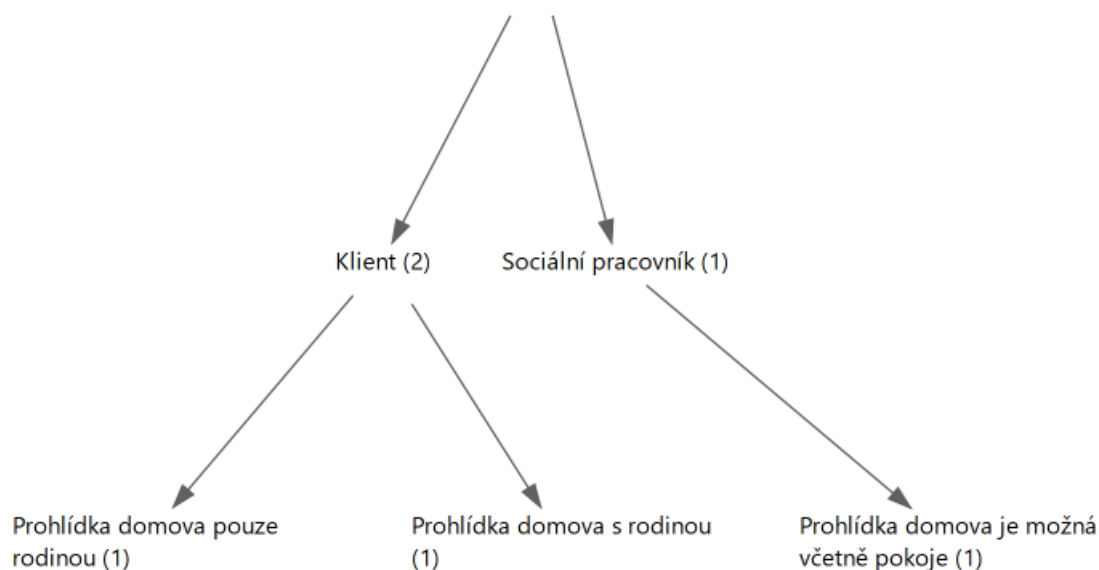 Klient (2)
Sociální pracovník (1)
Prohlídka domova pouze
rodinou (1)
Prohlídka domova s rodinou
(1)
Prohlídka domova je možná
včetně pokoje (1)